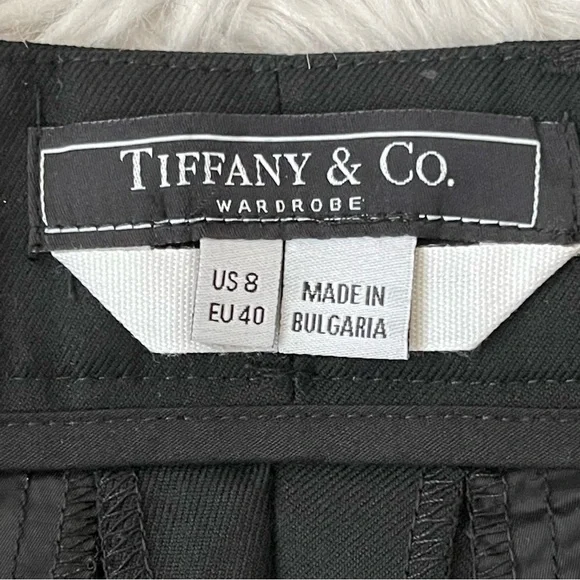 TIFFANY & CO.
WARDROBE
US 8
EU 40
MADE IN
BULGARIA